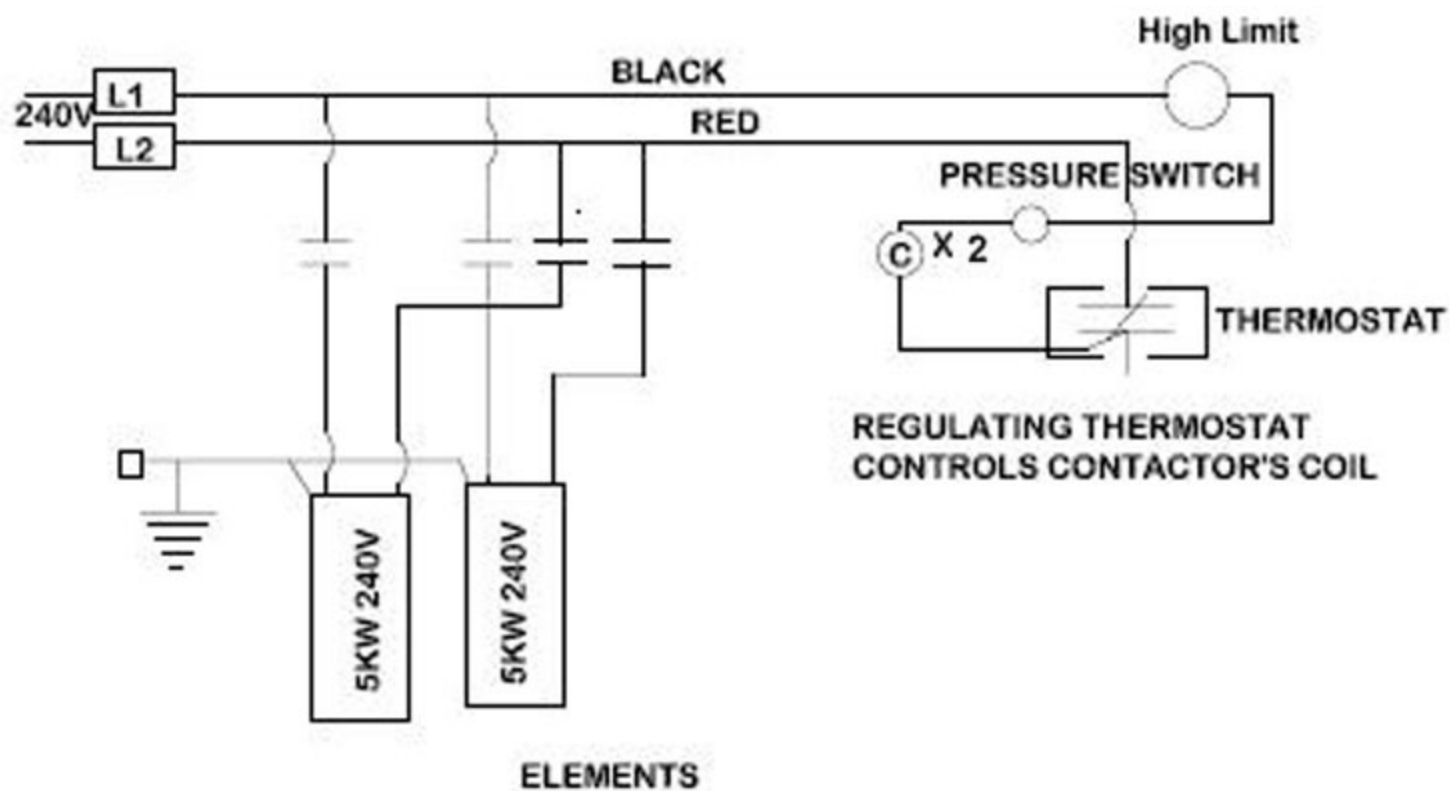 High Limit
BLACK
L1
240V
RED
L2
PRESSURE SWITCH
C X 2
THERMOSTAT
REGULATING THERMOSTAT
CONTROLS CONTACTOR'S COIL
5KW 240V
5KW 240V
ELEMENTS